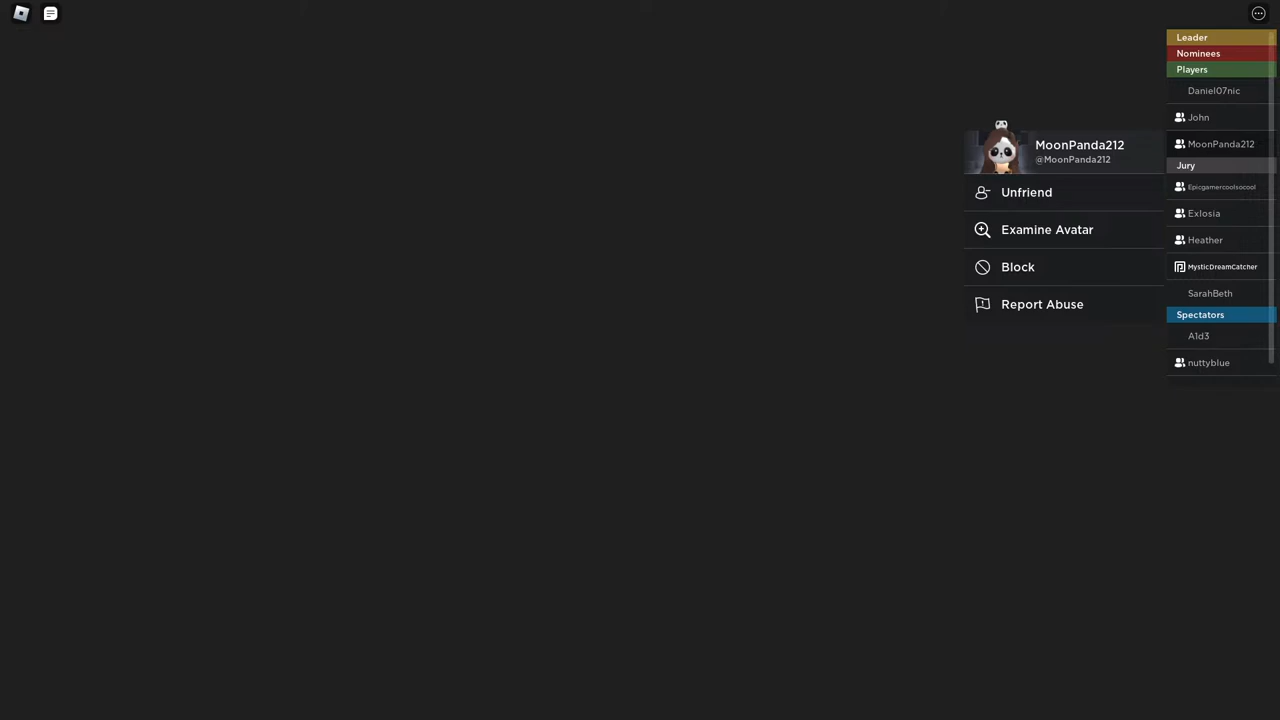 Leader
Nominees
Players
Daniel07nic
John
MoonPanda212
Jury
Epicgamercoolsocool
Exlosia
Heather
MysticDreamCatcher
SarahBeth
Spectators
A1d3
nuttyblue
MoonPanda212
@MoonPanda212
Unfriend
Examine Avatar
Block
Report Abuse